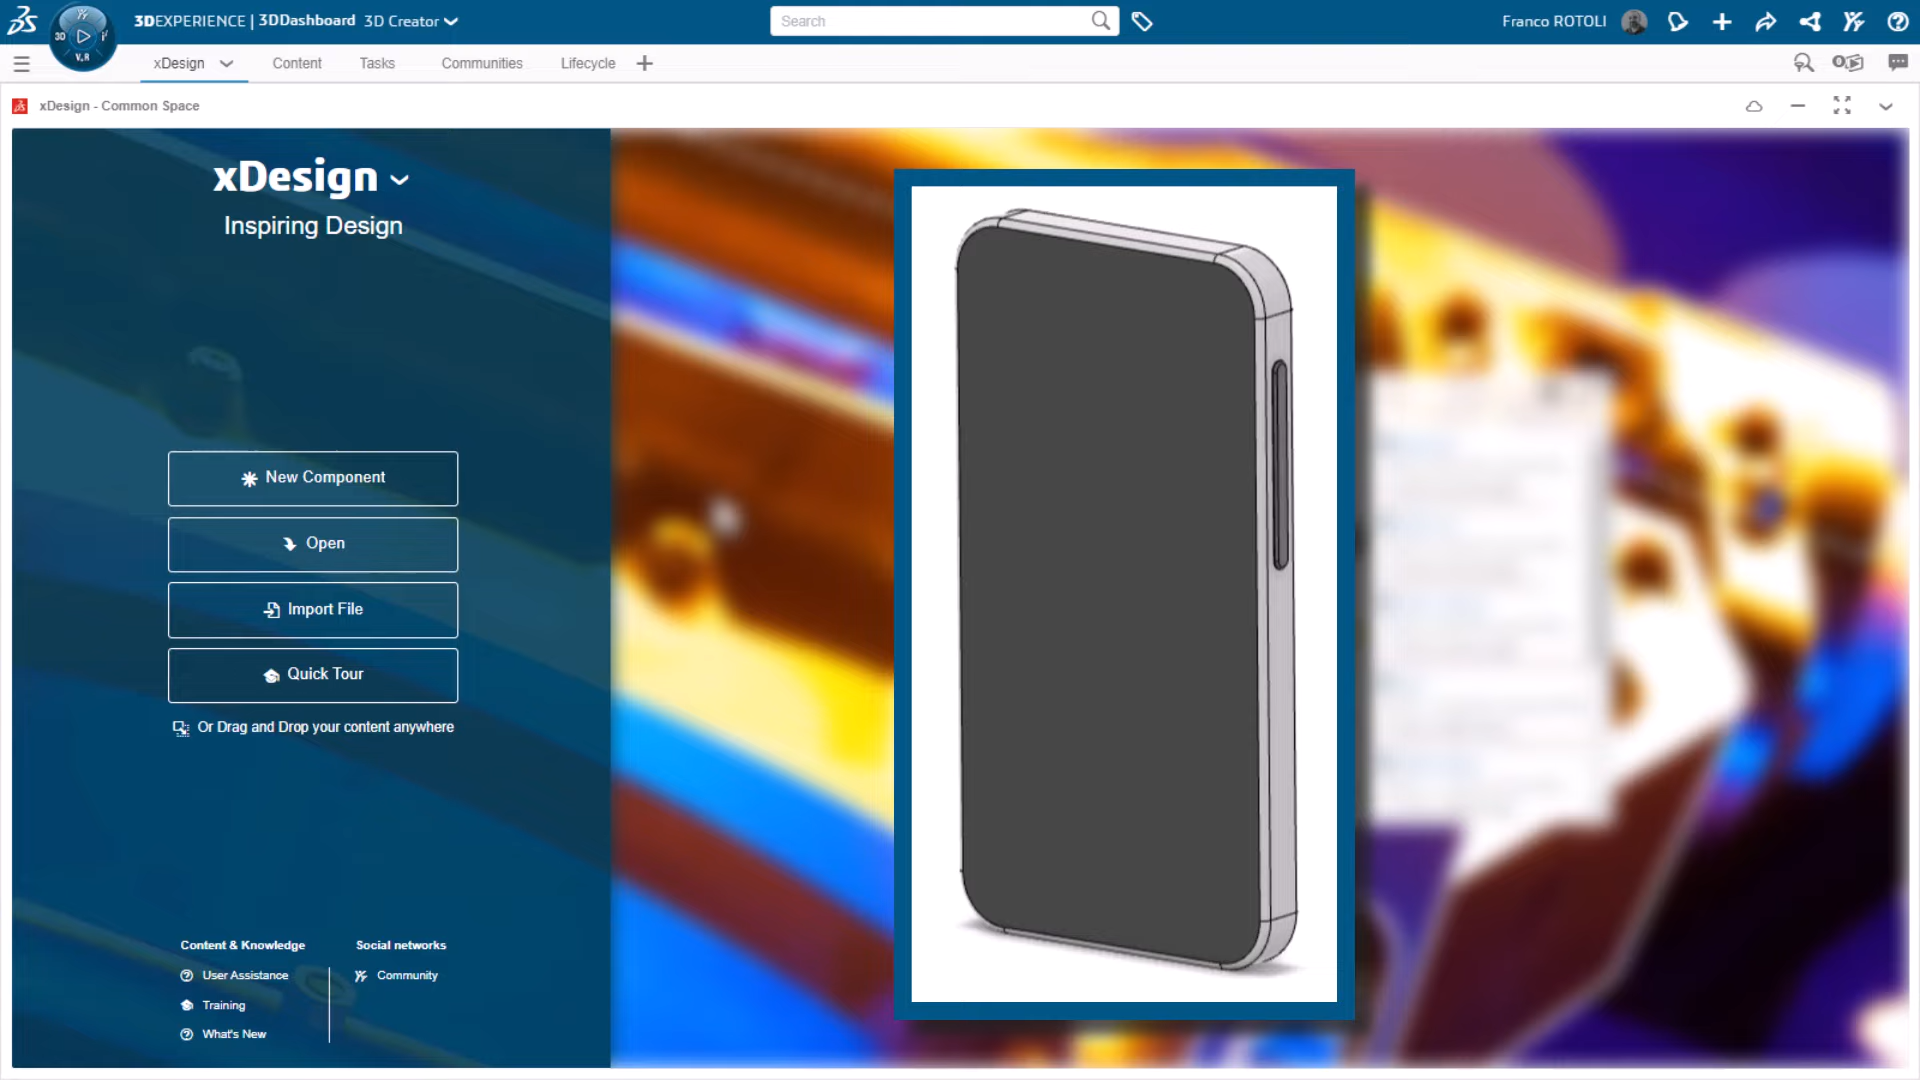 3DEXPERIENCE | 3DDashboard 3D Creator
Search
Franco ROTOLI
3D
V.R
xDesign
Content
Tasks
Communities
Lifecycle
xDesign - Common Space
xDesign
Inspiring Design
New Component
Open
Import File
Quick Tour
Or Drag and Drop your content anywhere
Content & Knowledge
Social networks
User Assistance
Community
Training
What's New